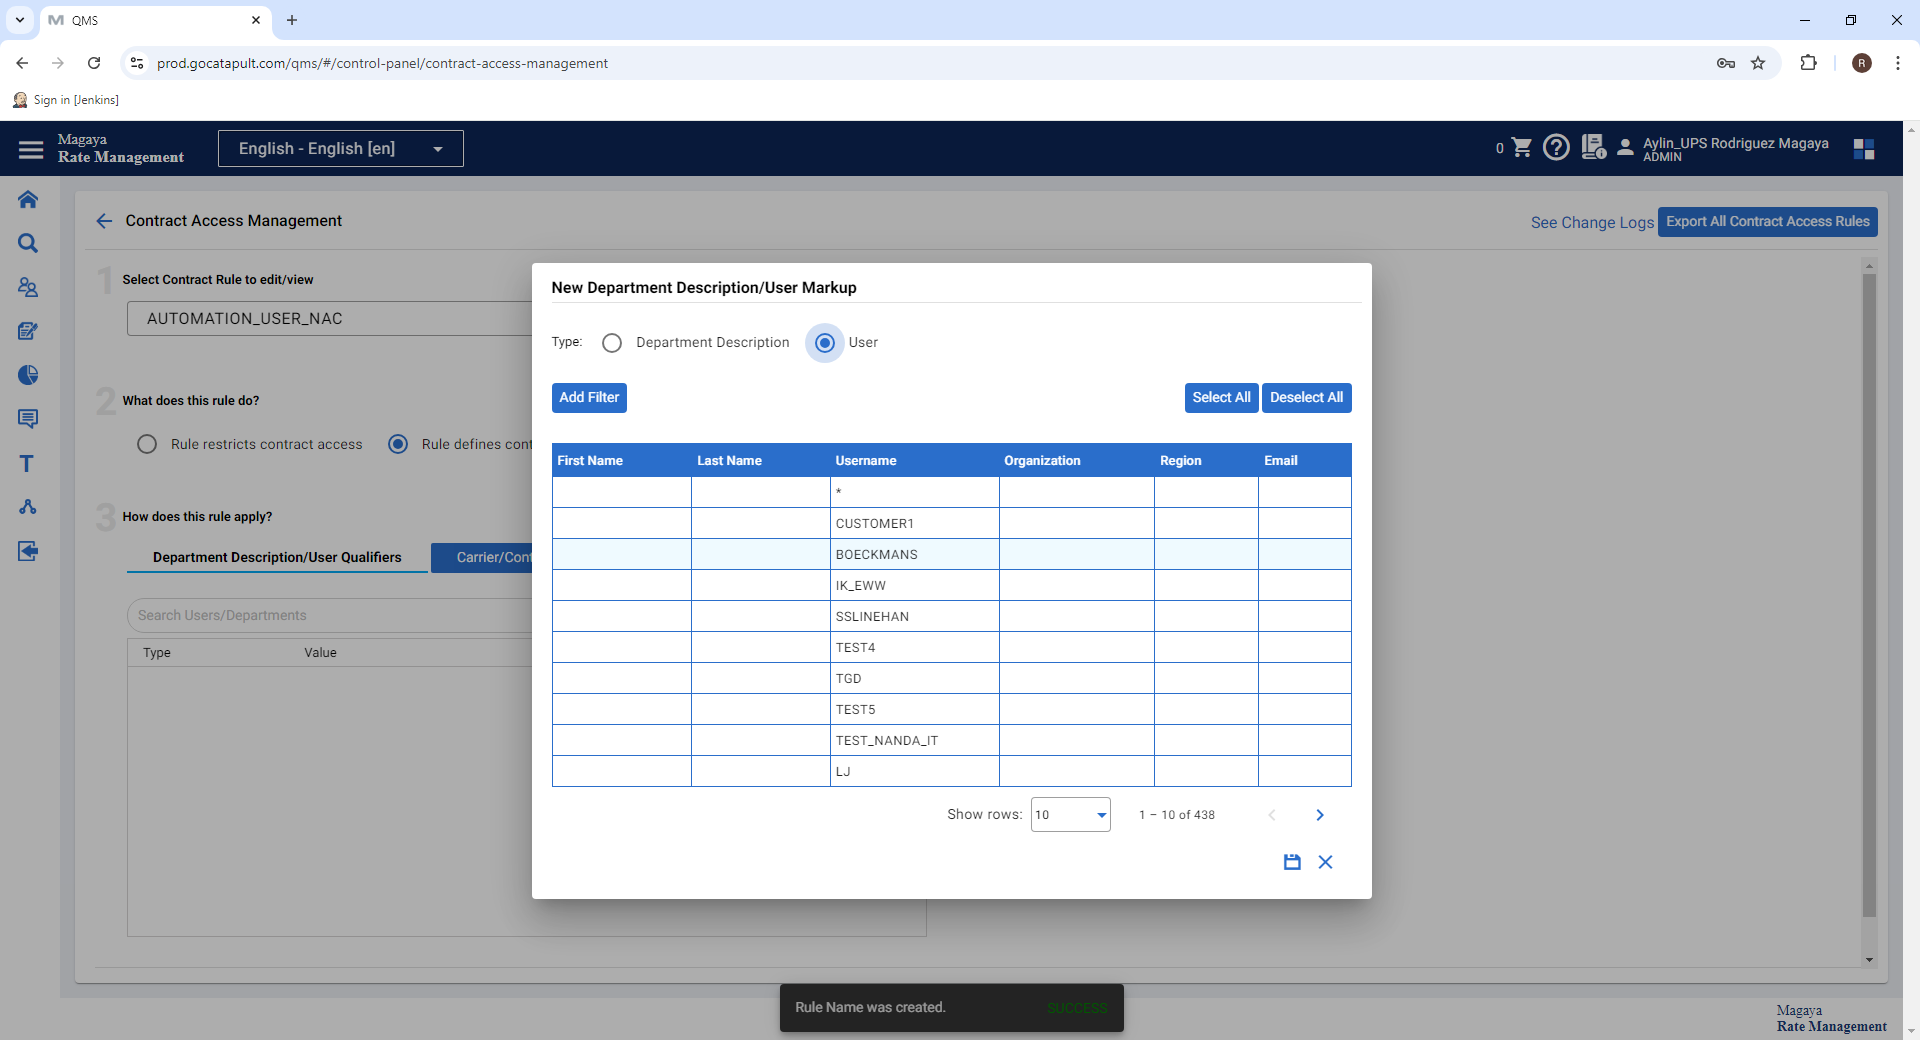 QMS
prod.gocatapult.com/qms/#/control-panel/contract-access-management
R
Sign in [Jenkins]
Magaya
Rate Management
English - English [en]
0
Aylin_UPS Rodriguez Magaya
ADMIN
Contract Access Management
See Change Logs
Export All Contract Access Rules
1 Select Contract Rule to edit/view
AUTOMATION_USER_NAC
2 What does this rule do?
Rule restricts contract access
Rule defines cont
3 How does this rule apply?
Department Description/User Qualifiers
Carrier/Cont
Search Users/Departments
Type Value
New Department Description/User Markup
Type: Department Description User
Add Filter
Select All
Deselect All
First Name Last Name Username Organization Region Email
*
CUSTOMER1
BOECKMANS
IK_EWW
SSLINEHAN
TEST4
TGD
TEST5
TEST_NANDA_IT
LJ
Show rows: 10 1 – 10 of 438
Rule Name was created. SUCCESS
Magaya
Rate Management